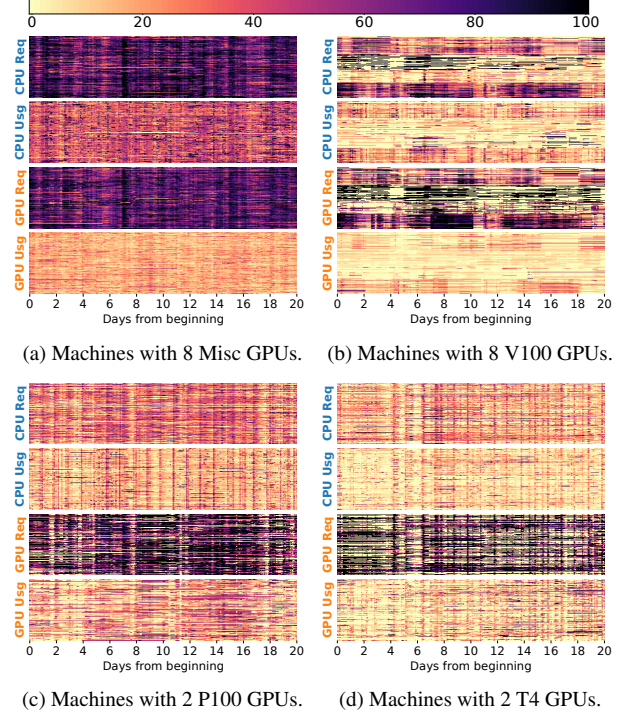 0 20 40 60 80 100
CPU Req
CPU Usg
GPU Req
GPU Usg
0 2 4 6 8 10 12 14 16 18 20
Days from beginning
(a) Machines with 8 Misc GPUs.
CPU Req
CPU Usg
GPU Req
GPU Usg
0 2 4 6 8 10 12 14 16 18 20
Days from beginning
(b) Machines with 8 V100 GPUs.
CPU Req
CPU Usg
GPU Req
GPU Usg
0 2 4 6 8 10 12 14 16 18 20
Days from beginning
(c) Machines with 2 P100 GPUs.
CPU Req
CPU Usg
GPU Req
GPU Usg
0 2 4 6 8 10 12 14 16 18 20
Days from beginning
(d) Machines with 2 T4 GPUs.